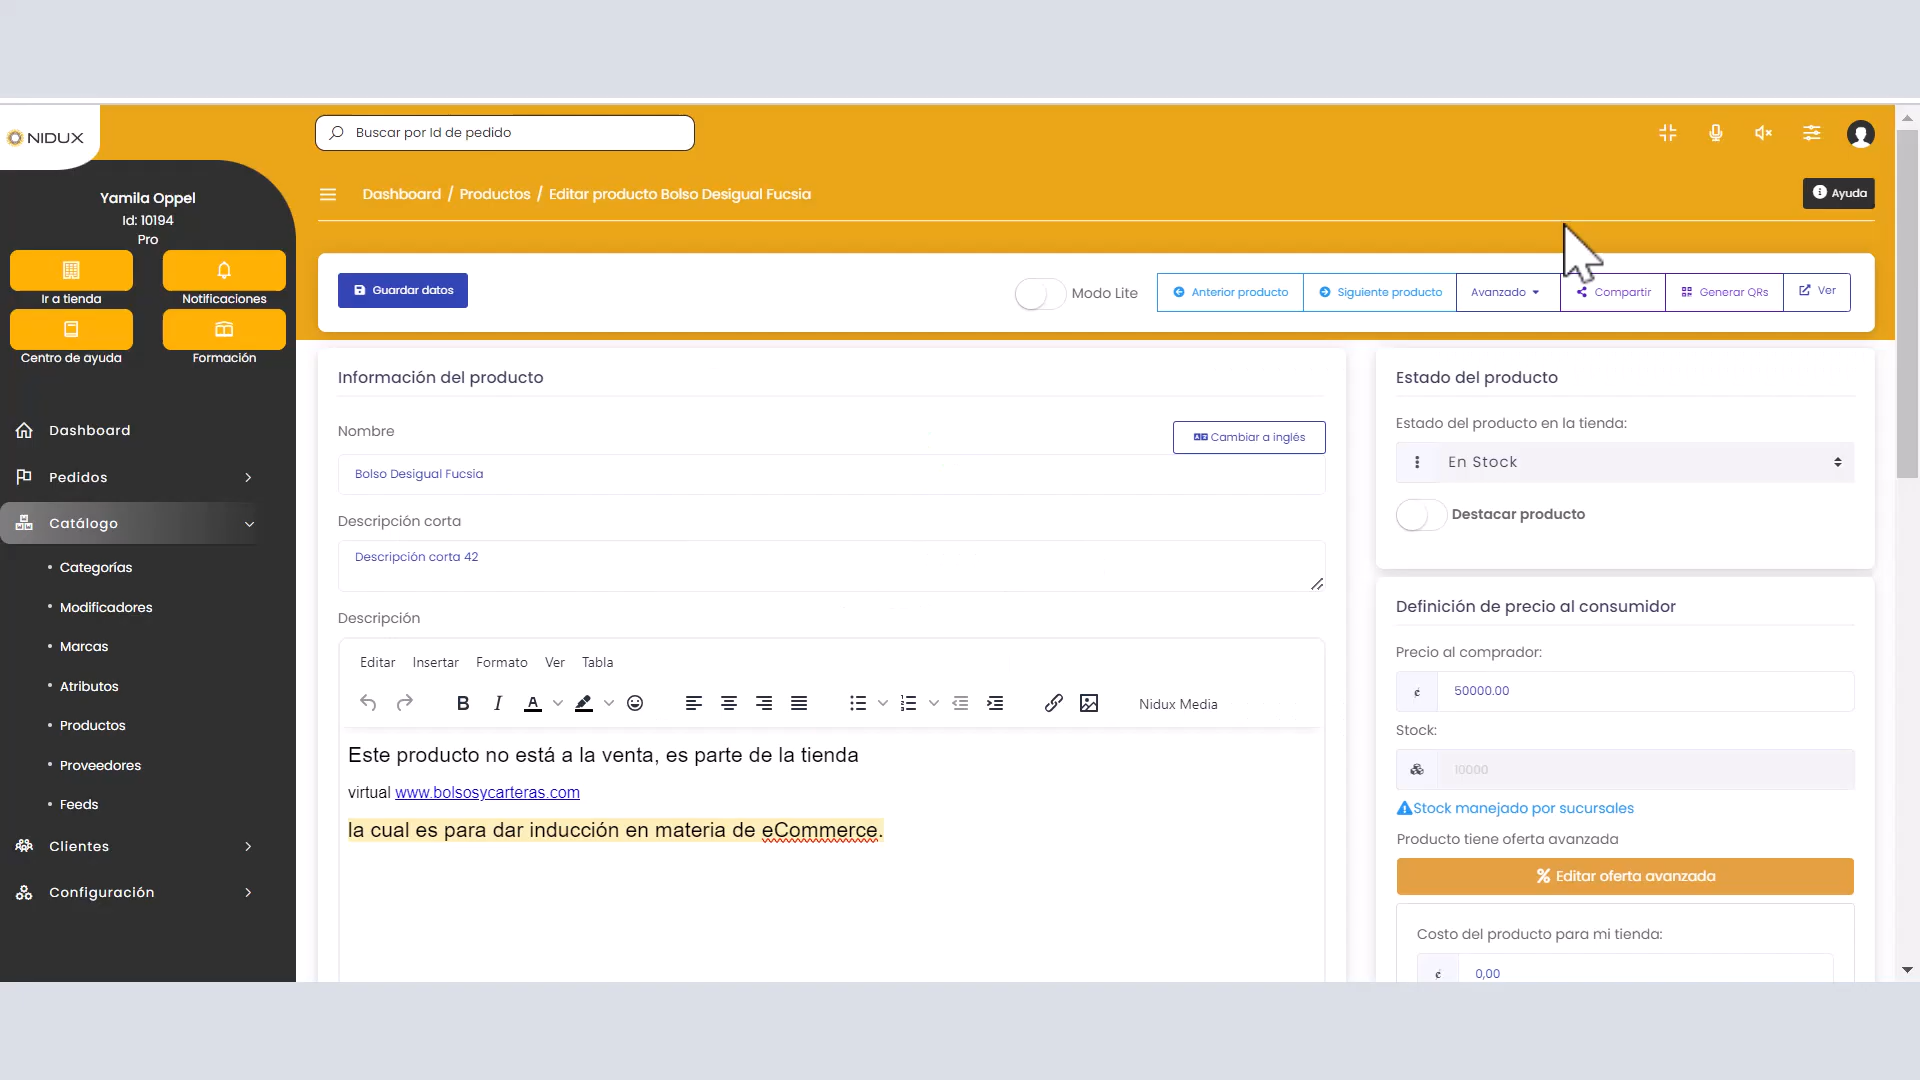 NIDUX
Buscar por Id de pedido
Yamila Oppel
Id: 10194
Pro
Ir a tienda
Notificaciones
Centro de ayuda
Formación
Dashboard
Pedidos
Catálogo
Categorías
Modificadores
Marcas
Atributos
Productos
Proveedores
Feeds
Clientes
Configuración
Dashboard / Productos / Editar producto Bolso Desigual Fucsia
Ayuda
Guardar datos
Modo Lite
Anterior producto
Siguiente producto
Avanzado
Compartir
Generar QRs
Ver
Información del producto
Nombre
Cambiar a inglés
Bolso Desigual Fucsia
Descripción corta
Descripción corta 42
Descripción
Editar Insertar Formato Ver Tabla
B I A Nidux Media
Este producto no está a la venta, es parte de la tienda
virtual www.bolsosycarteras.com
la cual es para dar inducción en materia de eCommerce.
Estado del producto
Estado del producto en la tienda:
En Stock
Destacar producto
Definición de precio al consumidor
Precio al comprador:
₡ 50000.00
Stock:
10000
Stock manejado por sucursales
Producto tiene oferta avanzada
% Editar oferta avanzada
Costo del producto para mi tienda:
₡ 0,00